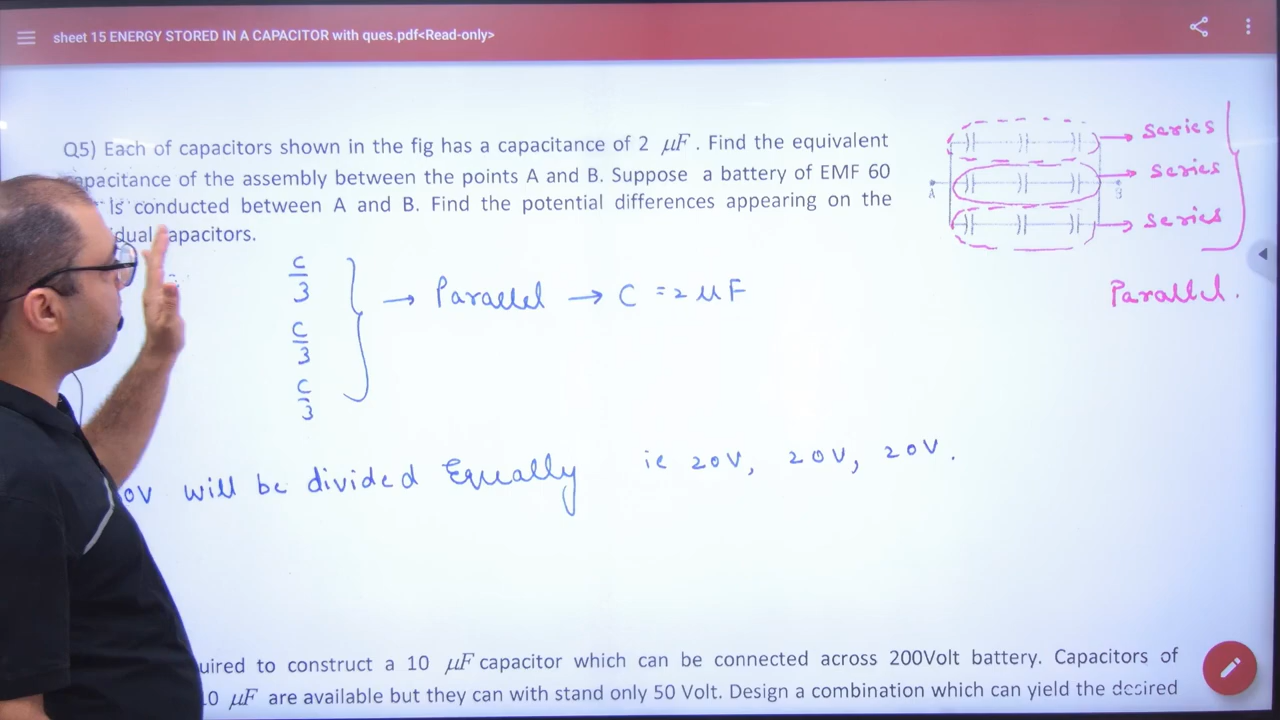 sheet 15 ENERGY STORED IN A CAPACITOR with ques.pdf<Read-only>
Q5) Each of capacitors shown in the fig has a capacitance of 2 μF. Find the equivalent
apacitance of the assembly between the points A and B. Suppose a battery of EMF 60
Is conducted between A and B. Find the potential differences appearing on the
idual capacitors.
A
B
→ Series
→ Series
→ Series
Parallel.
C/3
C/3
C/3
→ Parallel → C = 2 μF
0V will be divided Equally ie 20V, 20V, 20V.
uired to construct a 10 μF capacitor which can be connected across 200Volt battery. Capacitors of
0 μF are available but they can with stand only 50 Volt. Design a combination which can yield the desired